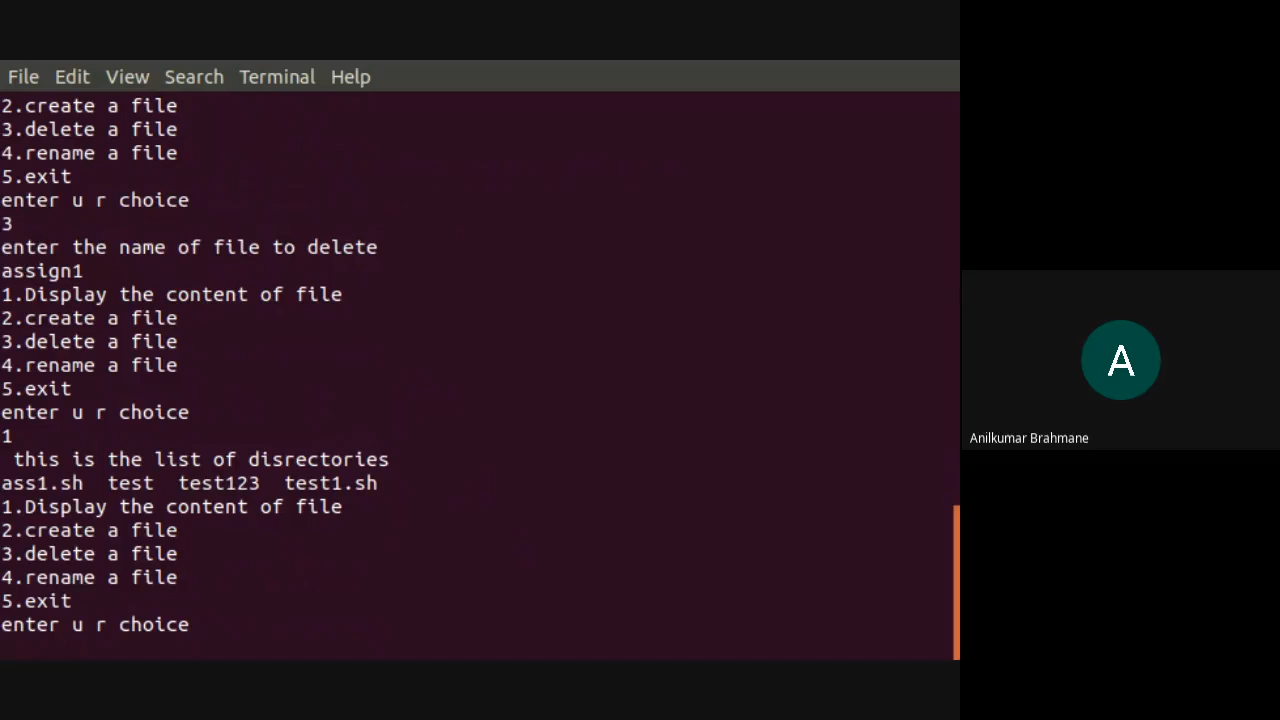 File Edit View Search Terminal Help
2.create a file
3.delete a file
4.rename a file
5.exit
enter u r choice
3
enter the name of file to delete
assign1
1.Display the content of file
2.create a file
3.delete a file
4.rename a file
5.exit
enter u r choice
1
this is the list of disrectories
ass1.sh test test123 test1.sh
1.Display the content of file
2.create a file
3.delete a file
4.rename a file
5.exit
enter u r choice
A
Anilkumar Brahmane